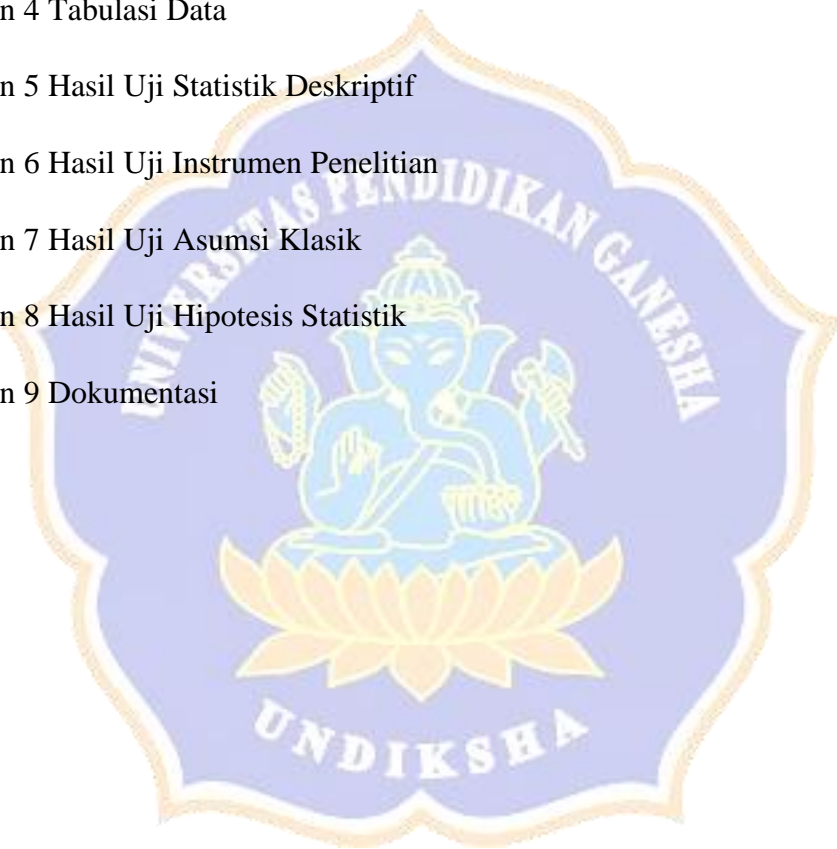 n 4 Tabulasi Data
n 5 Hasil Uji Statistik Deskriptif
n 6 Hasil Uji Instrumen Penelitian
n 7 Hasil Uji Asumsi Klasik
n 8 Hasil Uji Hipotesis Statistik
n 9 Dokumentasi
UNIVERSITAS PENDIDIKAN GANESHA
UNDIKSHA